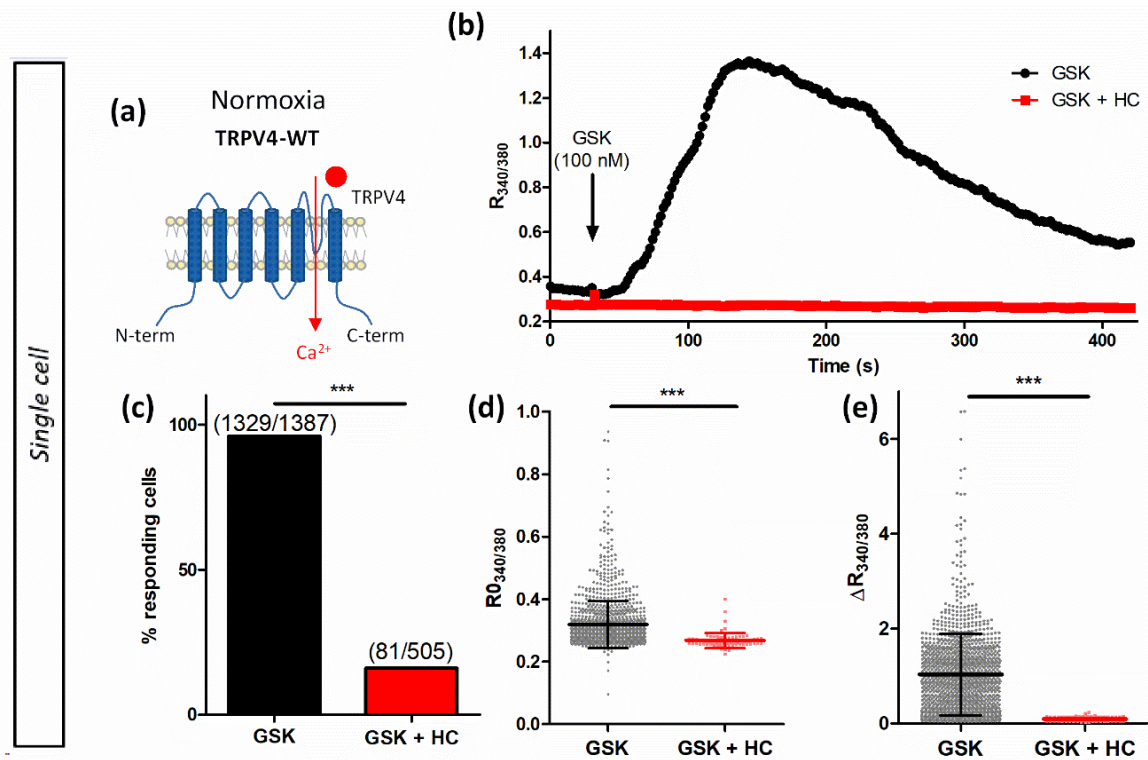 Single cell
(a)
Normoxia
TRPV4-WT
TRPV4
N-term
C-term
Ca²⁺
(b)
R340/380
1.4
1.2
1.0
0.8
0.6
0.4
0.2
GSK
(100 nM)
GSK
GSK + HC
0
100
200
300
400
Time (s)
(c)
% responding cells
100
50
0
***
(1329/1387)
(81/505)
GSK
GSK + HC
(d)
R0340/380
1.0
0.8
0.6
0.4
0.2
0.0
***
GSK
GSK + HC
(e)
ΔR340/380
6
4
2
0
***
GSK
GSK + HC